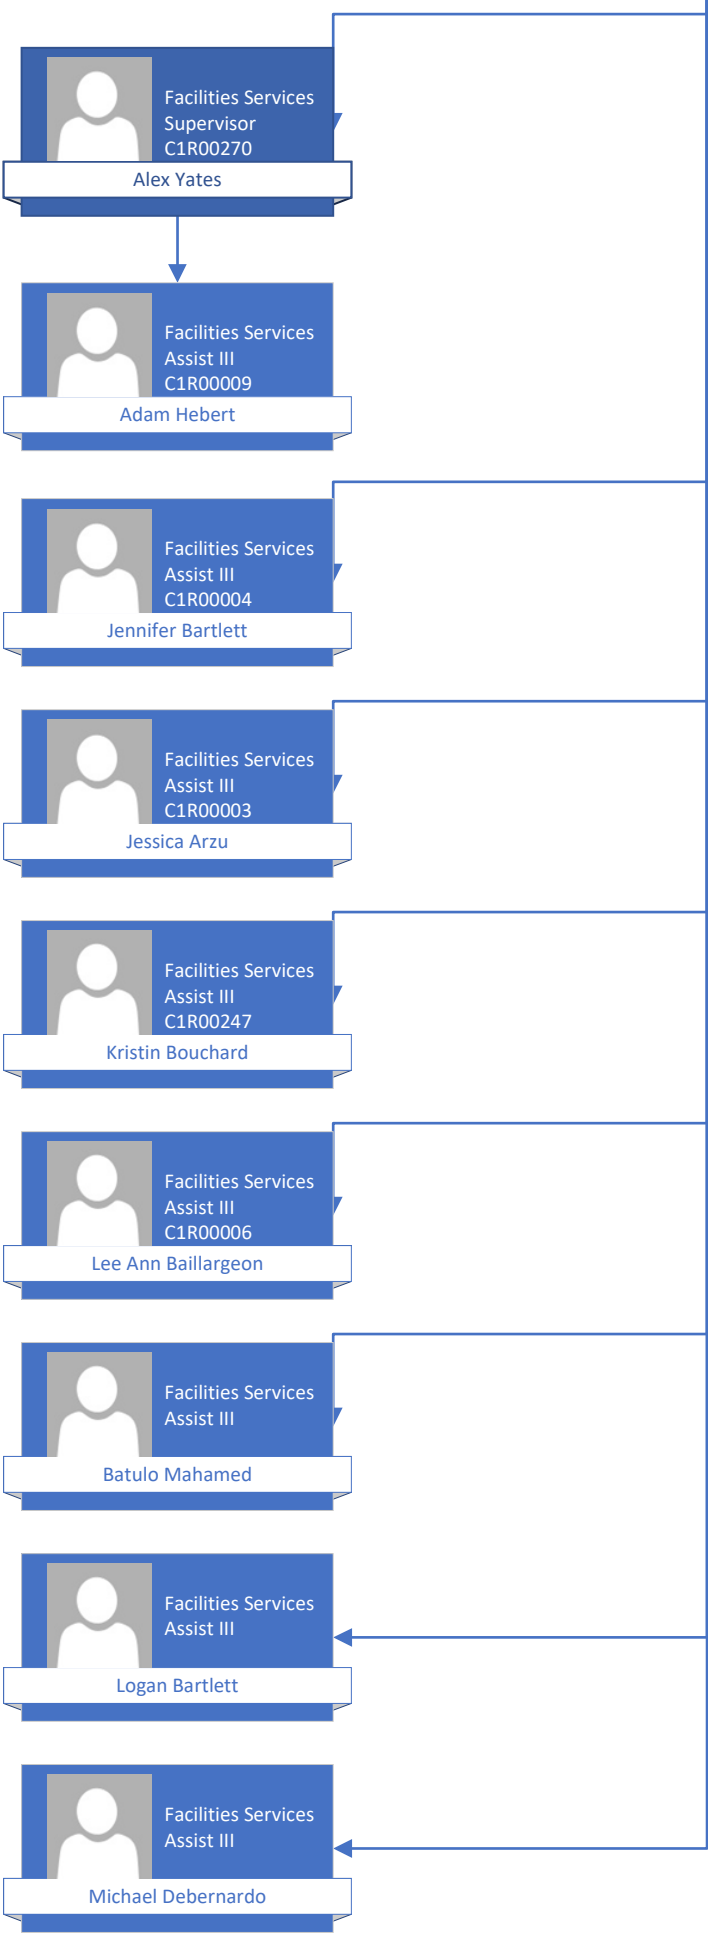 Facilities Services
Supervisor
C1R00270
Alex Yates
Facilities Services
Assist III
C1R00009
Adam Hebert
Facilities Services
Assist III
C1R00004
Jennifer Bartlett
Facilities Services
Assist III
C1R00003
Jessica Arzu
Facilities Services
Assist III
C1R00247
Kristin Bouchard
Facilities Services
Assist III
C1R00006
Lee Ann Baillargeon
Facilities Services
Assist III
Batulo Mahamed
Facilities Services
Assist III
Logan Bartlett
Facilities Services
Assist III
Michael Debernardo